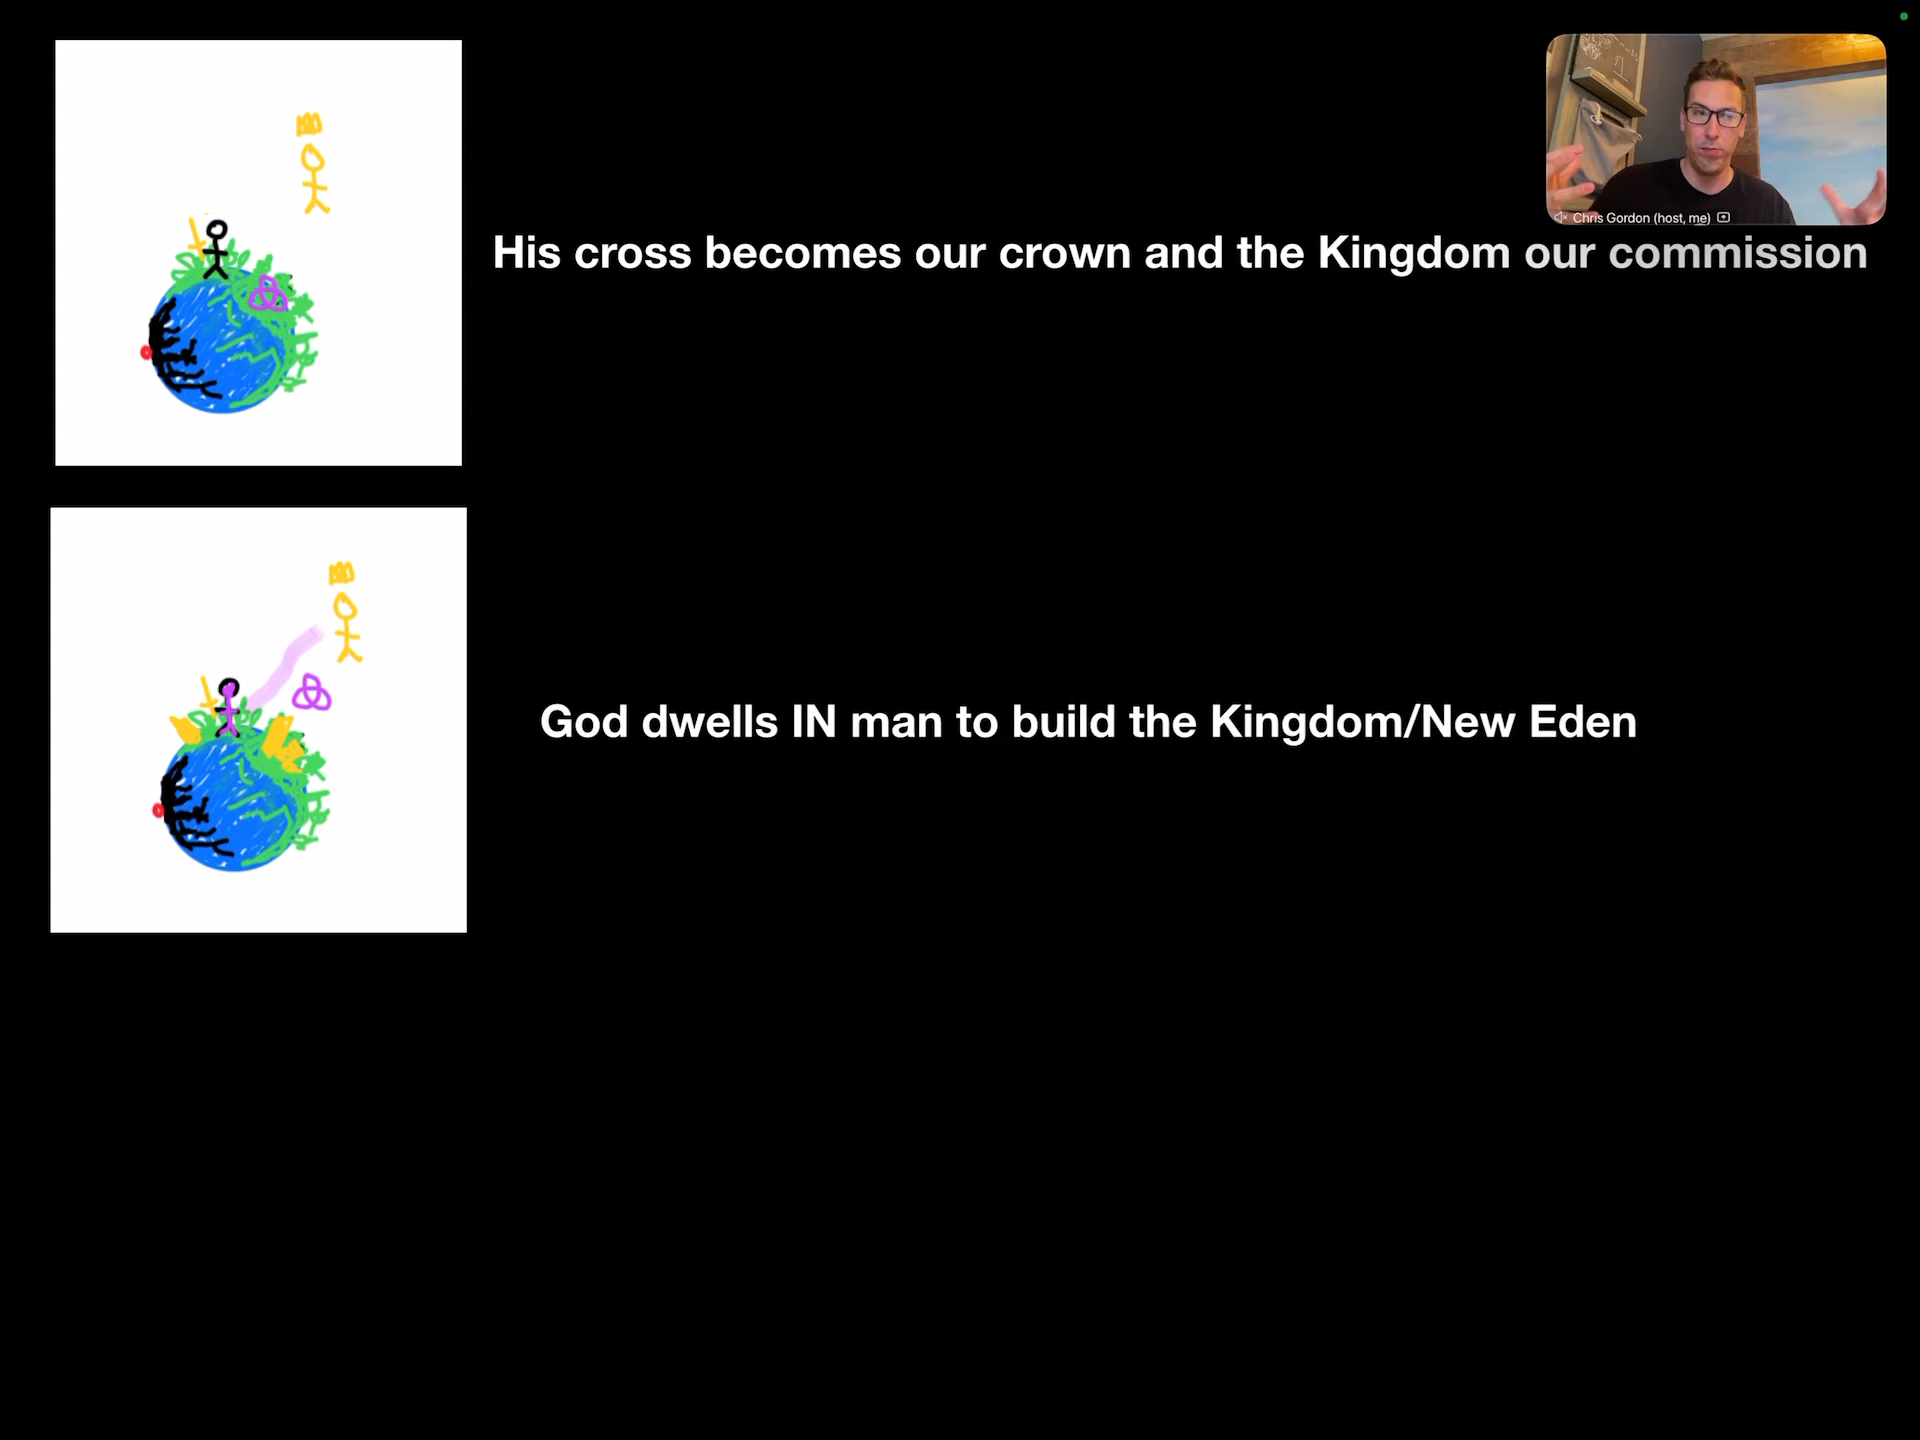 Chris Gordon (host, me)
His cross becomes our crown and the Kingdom our commission
God dwells IN man to build the Kingdom/New Eden